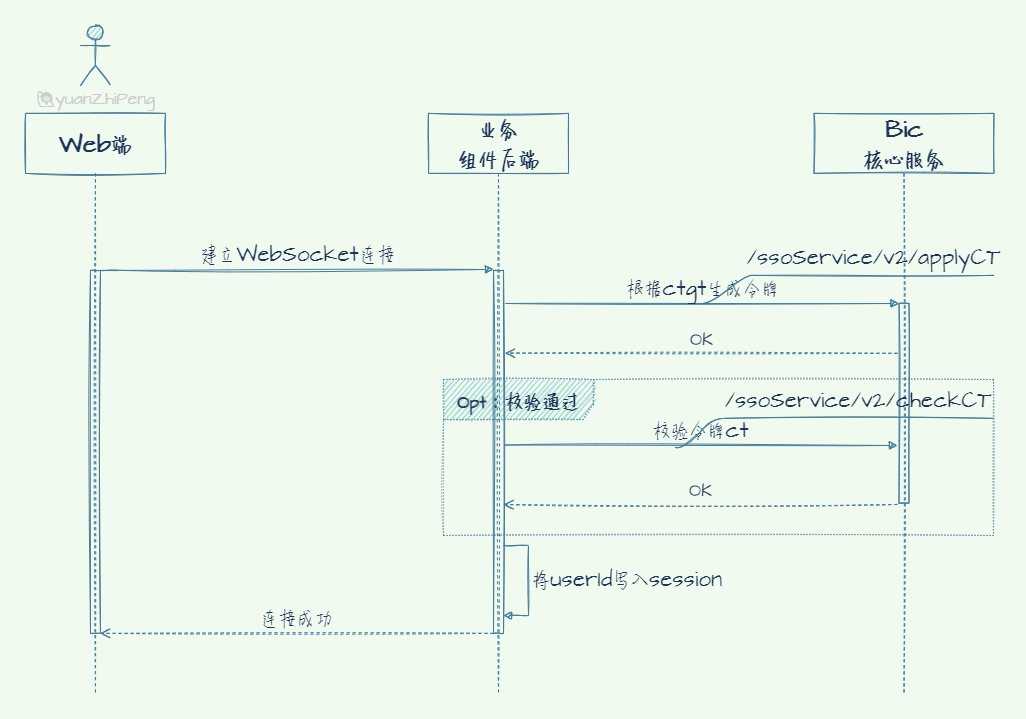 yuanZhiPeng
Web端
业务
组件后端
Bic
核心服务
建立WebSocket连接
/ssoService/v2/applyCT
根据ctgt生成令牌
OK
Opt：校验通过
/ssoService/v2/checkCT
校验令牌ct
OK
将userId写入session
连接成功